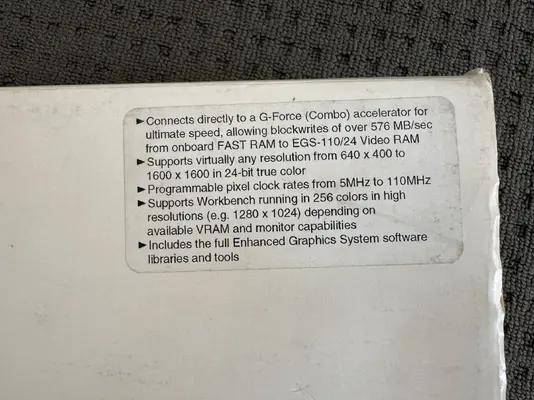 ►Connects directly to a G-Force (Combo) accelerator for
ultimate speed, allowing blockwrites of over 576 MB/sec
from onboard FAST RAM to EGS-110/24 Video RAM
►Supports virtually any resolution from 640 x 400 to
1600 x 1600 in 24-bit true color
►Programmable pixel clock rates from 5MHz to 110MHz
►Supports Workbench running in 256 colors in high
resolutions (e.g. 1280 x 1024) depending on
available VRAM and monitor capabilities
►Includes the full Enhanced Graphics System software
libraries and tools